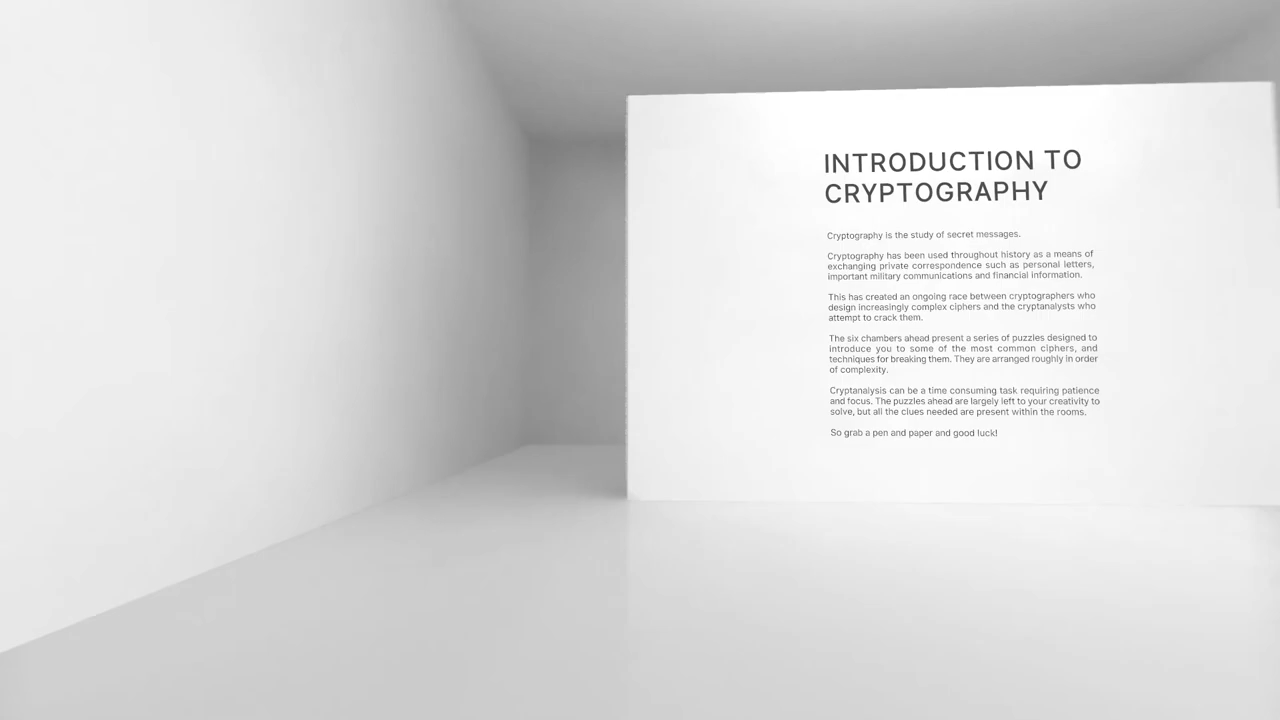 INTRODUCTION TO
CRYPTOGRAPHY
Cryptography is the study of secret messages.
Cryptography has been used throughout history as a means of
exchanging private correspondence such as personal letters,
important military communications and financial information.
This has created an ongoing race between cryptographers who
design increasingly complex ciphers and the cryptanalysts who
attempt to crack them.
The six chambers ahead present a series of puzzles designed to
introduce you to some of the most common ciphers, and
techniques for breaking them. They are arranged roughly in order
of complexity.
Cryptanalysis can be a time consuming task requiring patience
and focus. The puzzles ahead are largely left to your creativity to
solve, but all the clues needed are present within the rooms.
So grab a pen and paper and good luck!